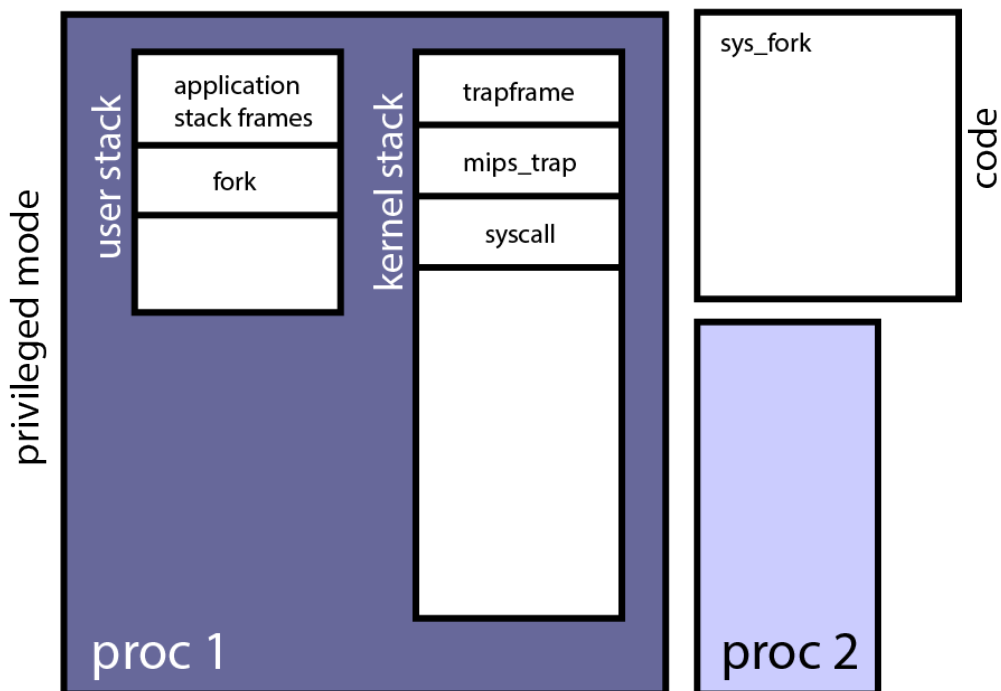 privileged mode
user stack
application
stack frames
fork
kernel stack
trapframe
mips_trap
syscall
proc 1
sys_fork
code
proc 2